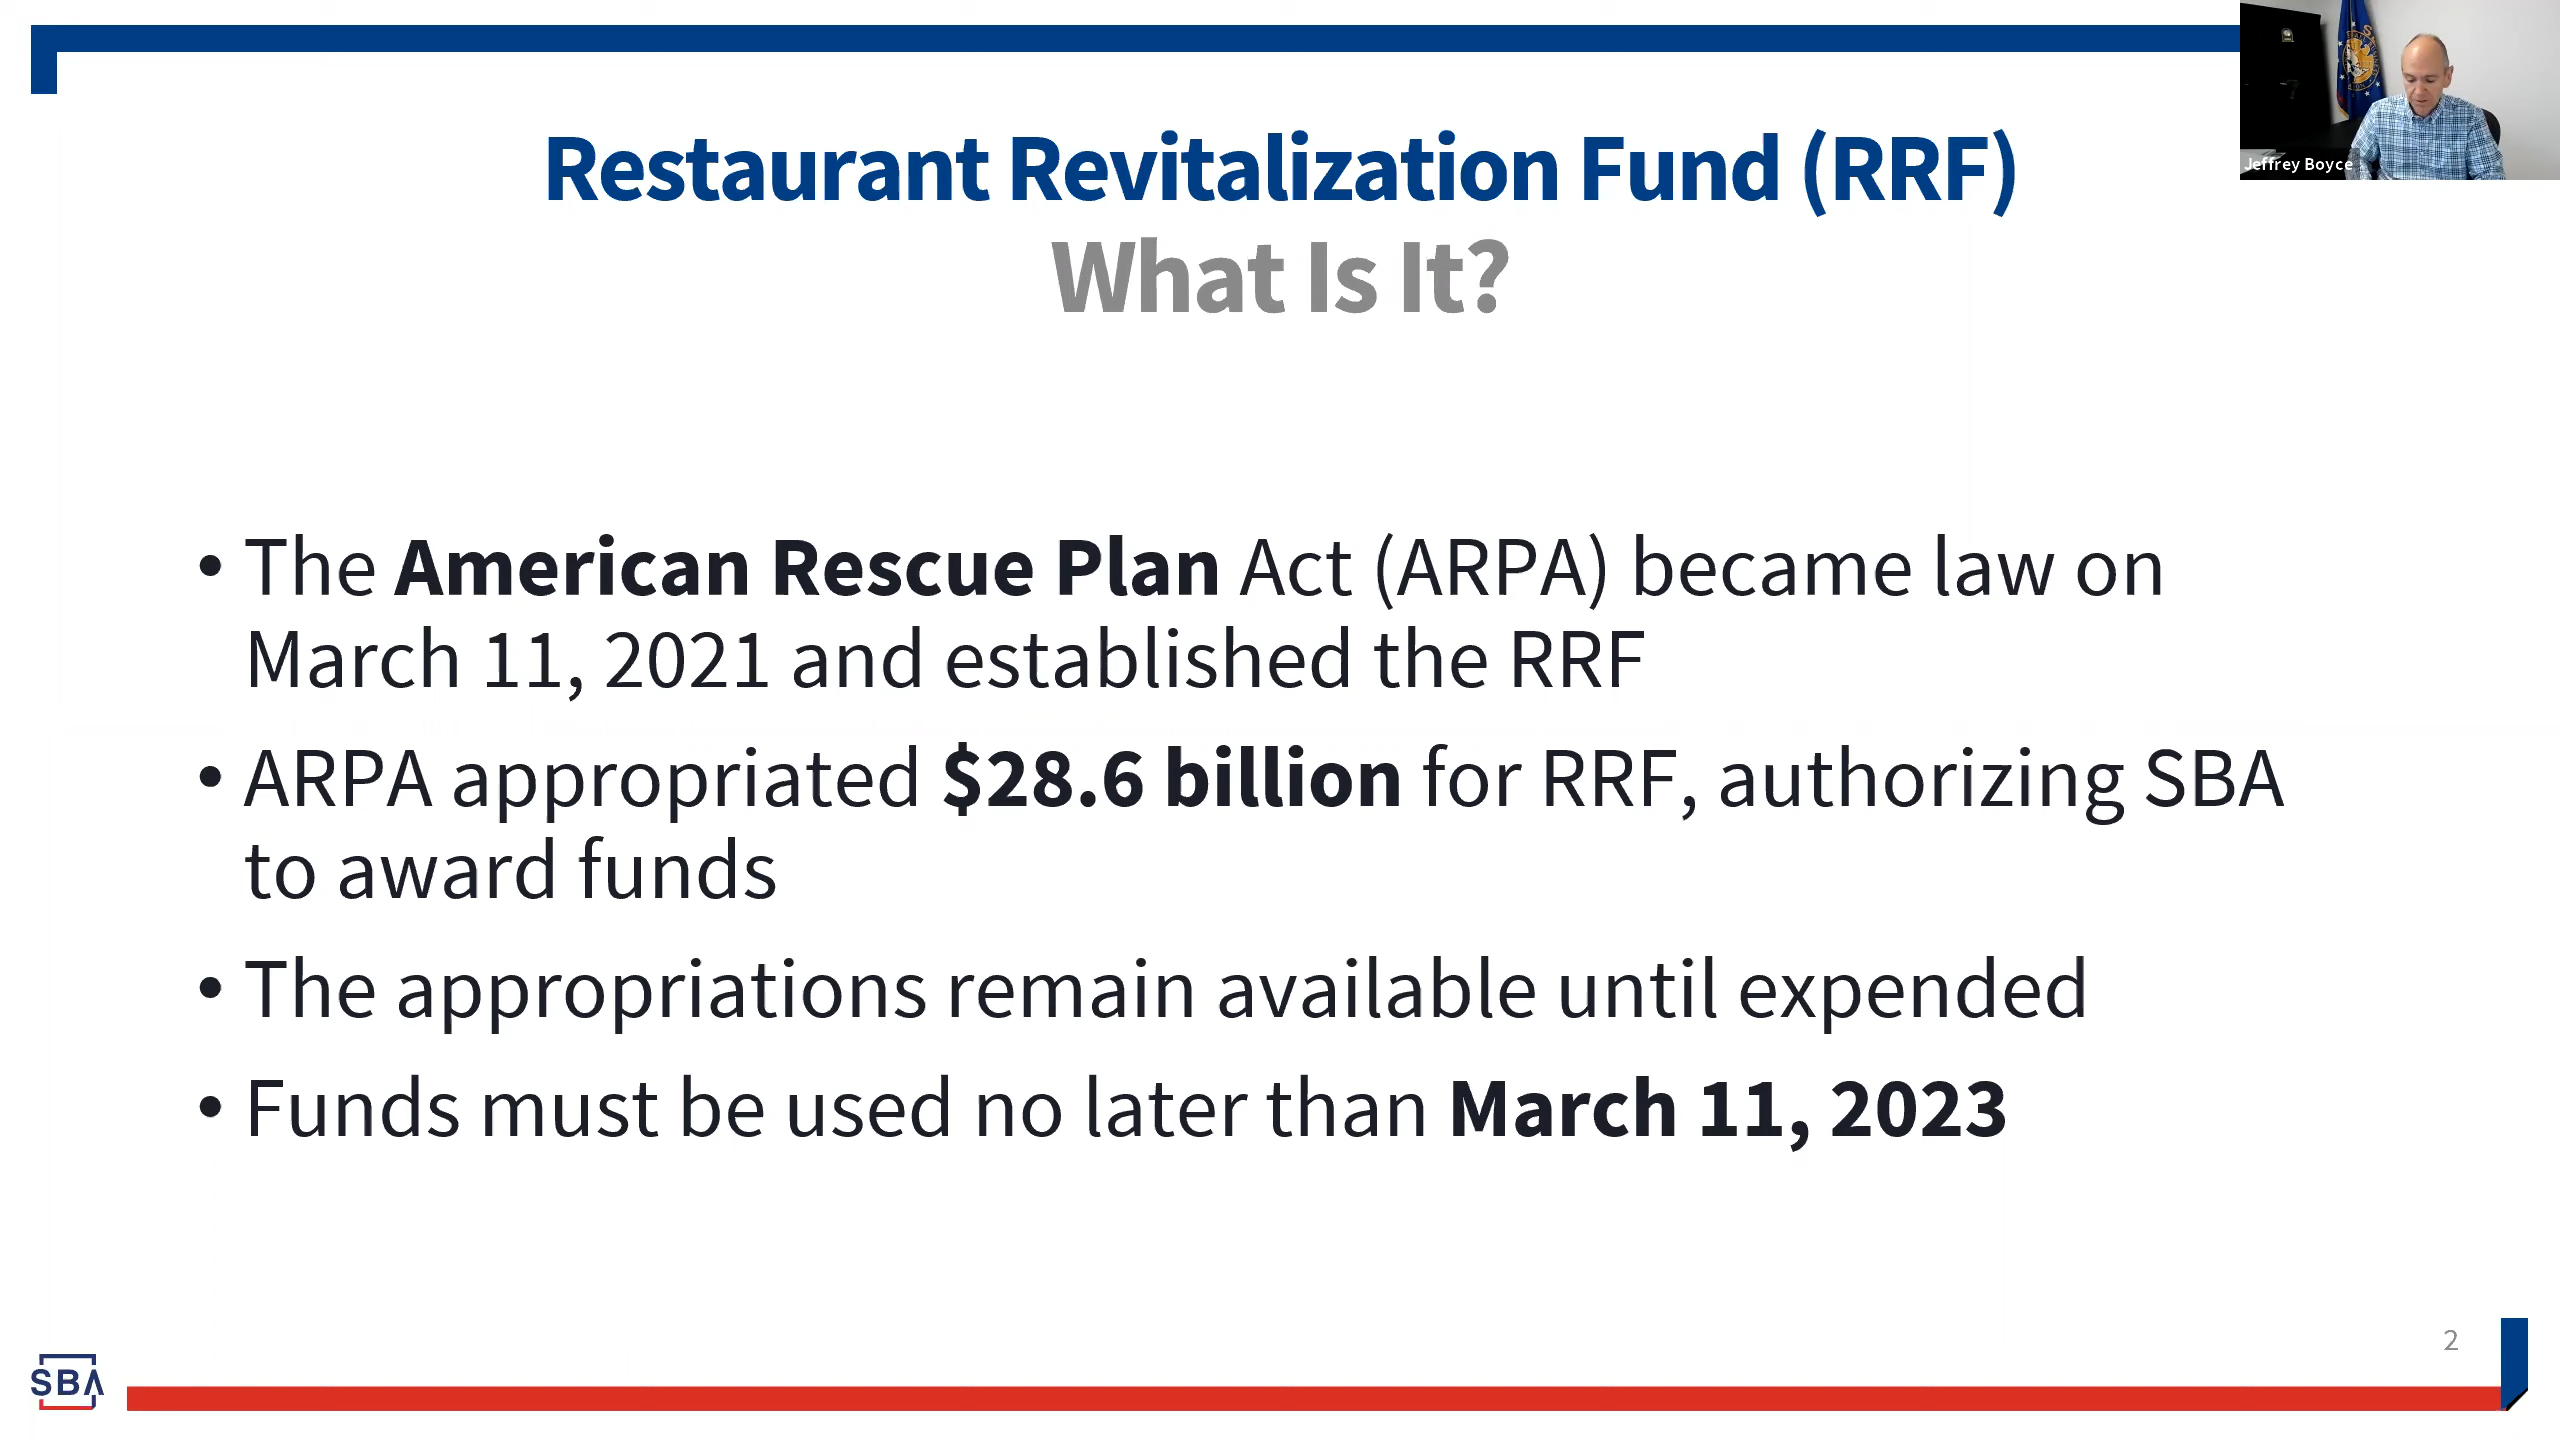 Restaurant Revitalization Fund (RRF)
What Is It?
Jeffrey Boyce
• The American Rescue Plan Act (ARPA) became law on
March 11, 2021 and established the RRF
• ARPA appropriated $28.6 billion for RRF, authorizing SBA
to award funds
• The appropriations remain available until expended
• Funds must be used no later than March 11, 2023
2
SBA